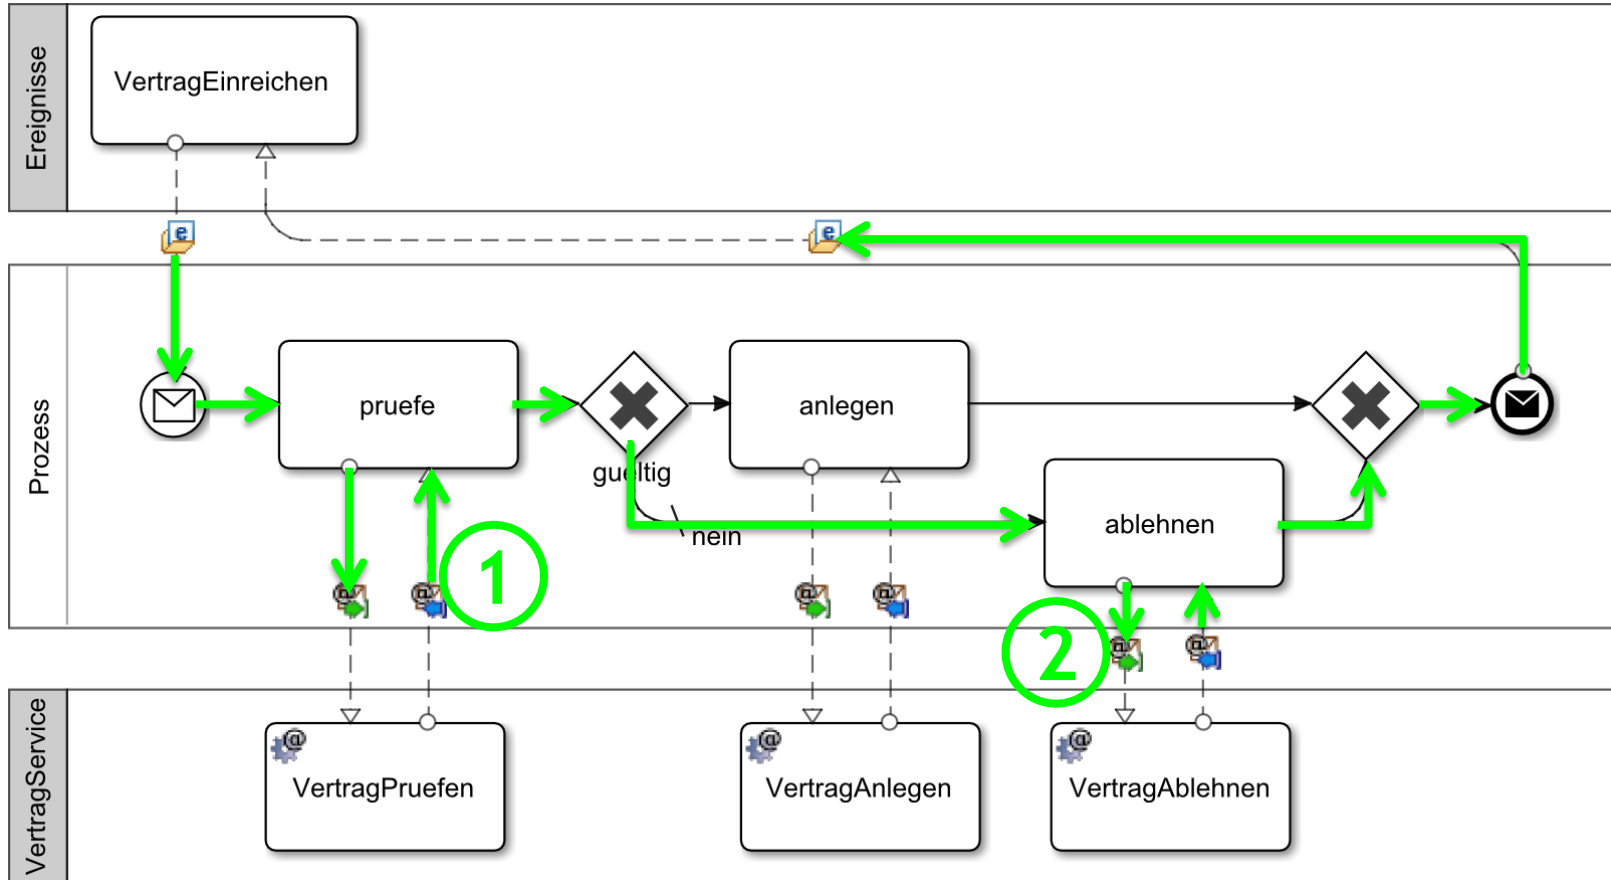 Ereignisse
VertragEinreichen
e
e
Prozess
pruefe
anlegen
gueltig
nein
ablehnen
1
2
@
@
@
@
@
@
VertragService
@
VertragPruefen
@
VertragAnlegen
@
VertragAblehnen